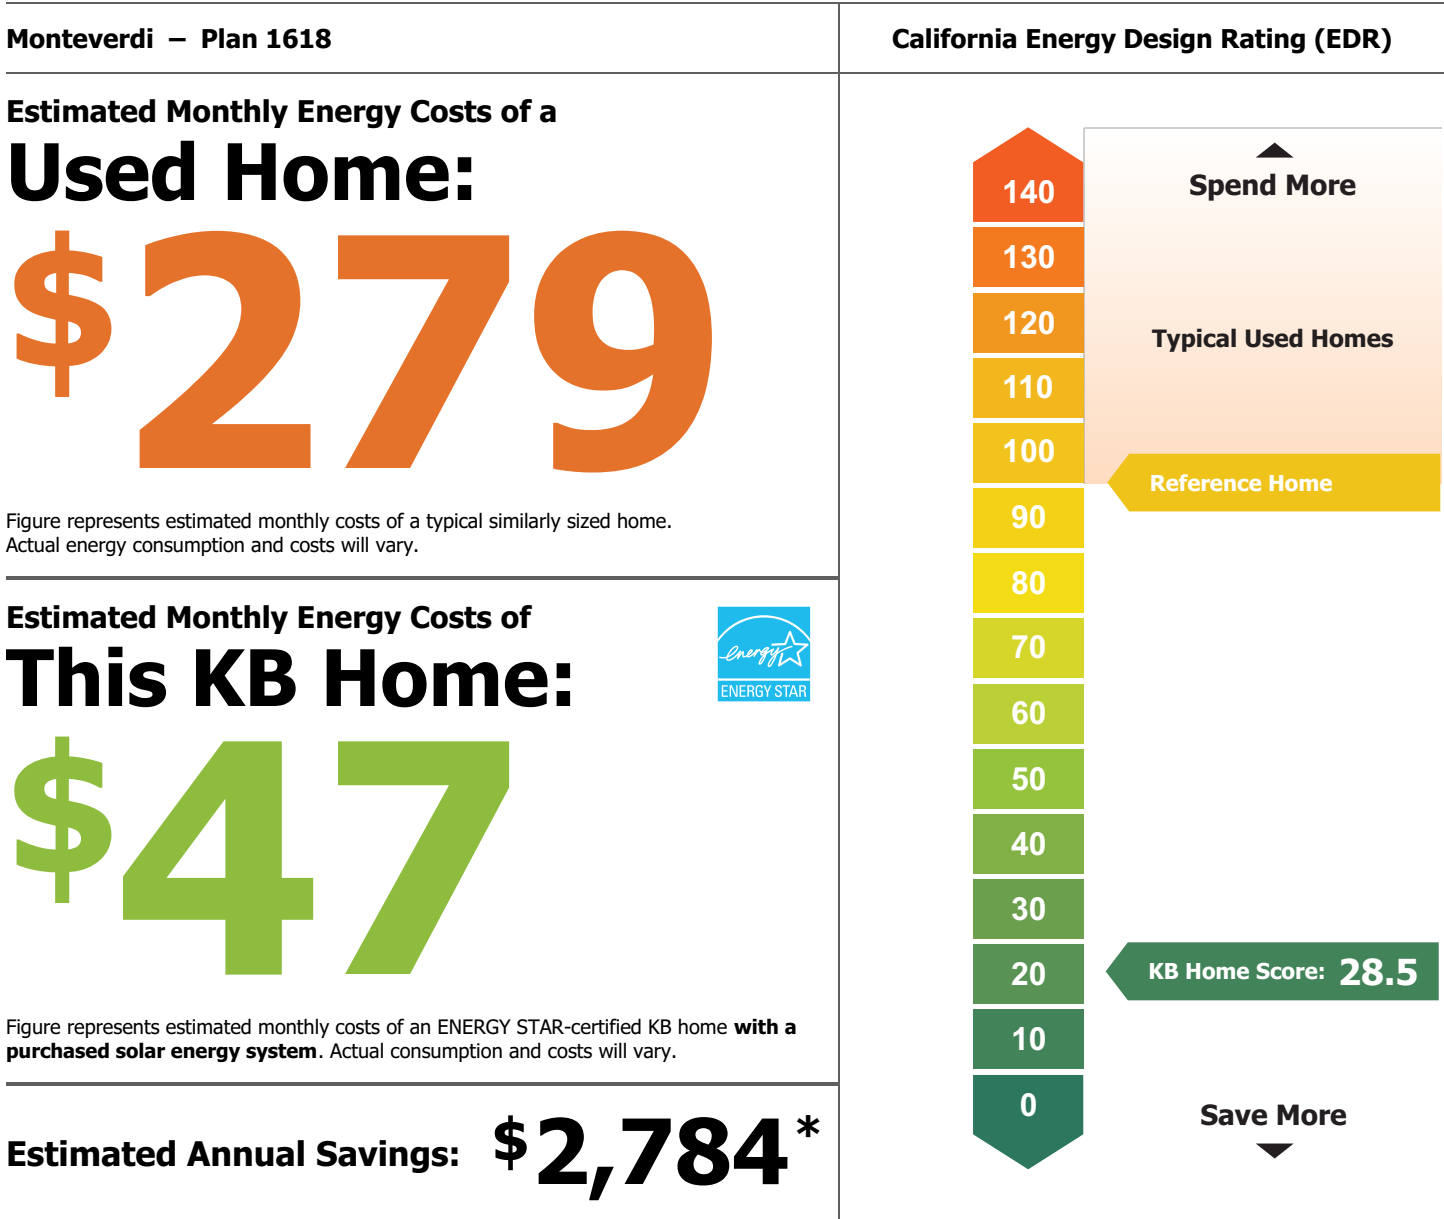 Monteverdi – Plan 1618
Estimated Monthly Energy Costs of a
Used Home:
$279
Figure represents estimated monthly costs of a typical similarly sized home.
Actual energy consumption and costs will vary.
Estimated Monthly Energy Costs of
This KB Home:
energy
ENERGY STAR
$47
Figure represents estimated monthly costs of an ENERGY STAR-certified KB home with a
purchased solar energy system. Actual consumption and costs will vary.
Estimated Annual Savings: $2,784*
California Energy Design Rating (EDR)
140
Spend More
130
120
Typical Used Homes
110
100
Reference Home
90
80
70
60
50
40
30
20
KB Home Score: 28.5
10
0
Save More